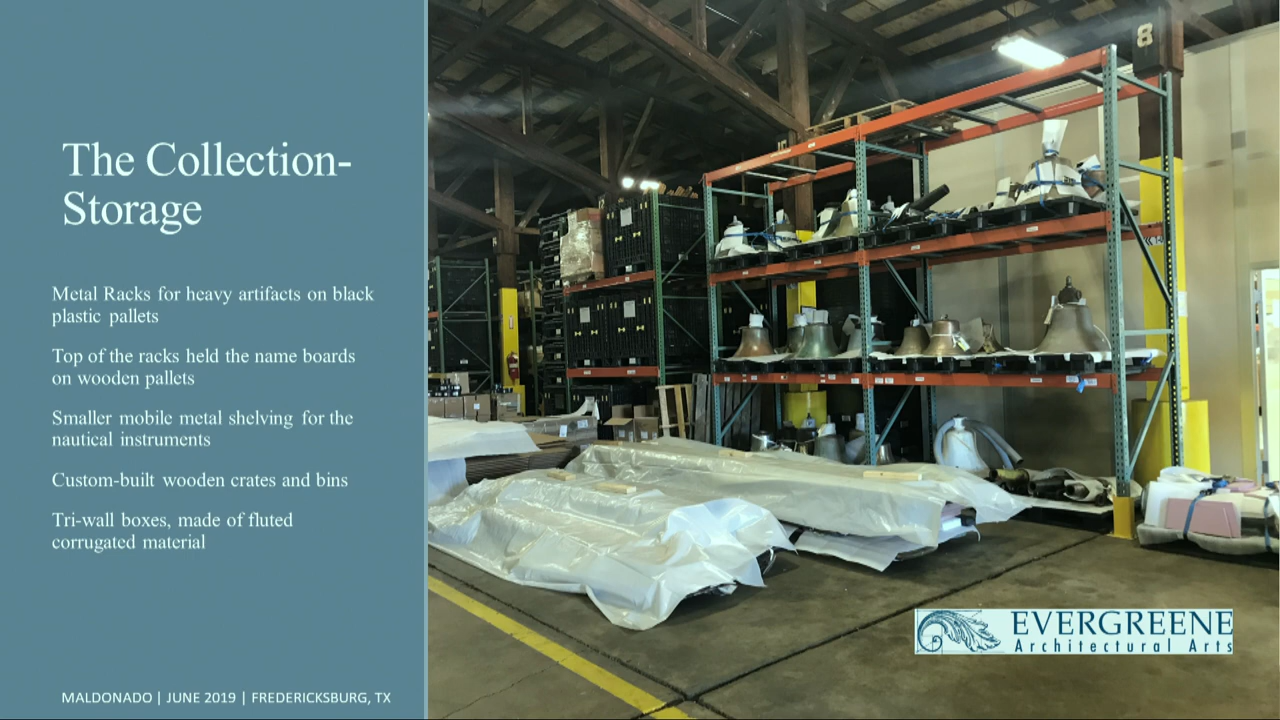 The Collection-
Storage
Metal Racks for heavy artifacts on black
plastic pallets
Top of the racks held the name boards
on wooden pallets
Smaller mobile metal shelving for the
nautical instruments
Custom-built wooden crates and bins
Tri-wall boxes, made of fluted
corrugated material
MALDONADO | JUNE 2019 | FREDERICKSBURG, TX
8
EVERGREENE
Architectural Arts